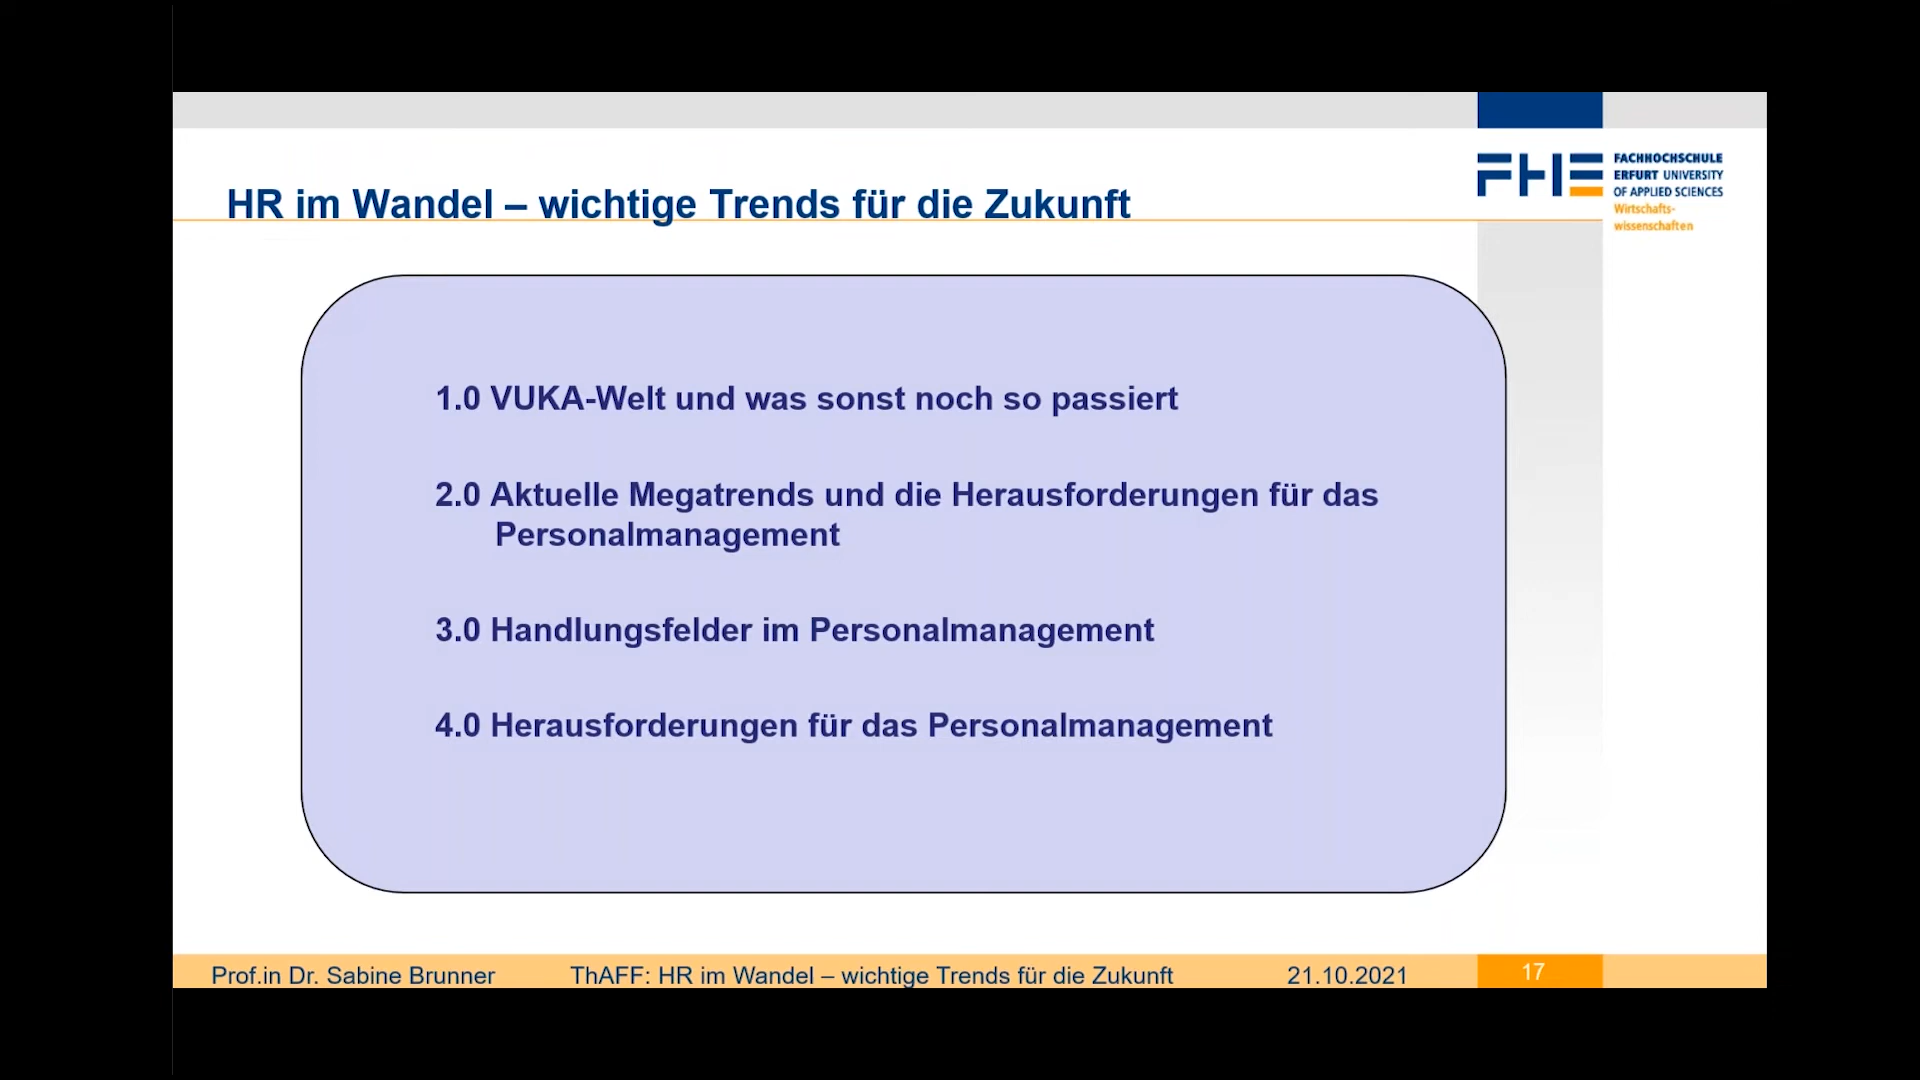 HR im Wandel – wichtige Trends für die Zukunft
FACHHOCHSCHULE
ERFURT UNIVERSITY
OF APPLIED SCIENCES
Wirtschafts-
wissenschaften
1.0 VUKA-Welt und was sonst noch so passiert
2.0 Aktuelle Megatrends und die Herausforderungen für das
Personalmanagement
3.0 Handlungsfelder im Personalmanagement
4.0 Herausforderungen für das Personalmanagement
Prof.in Dr. Sabine Brunner ThAFF: HR im Wandel – wichtige Trends für die Zukunft 21.10.2021 17